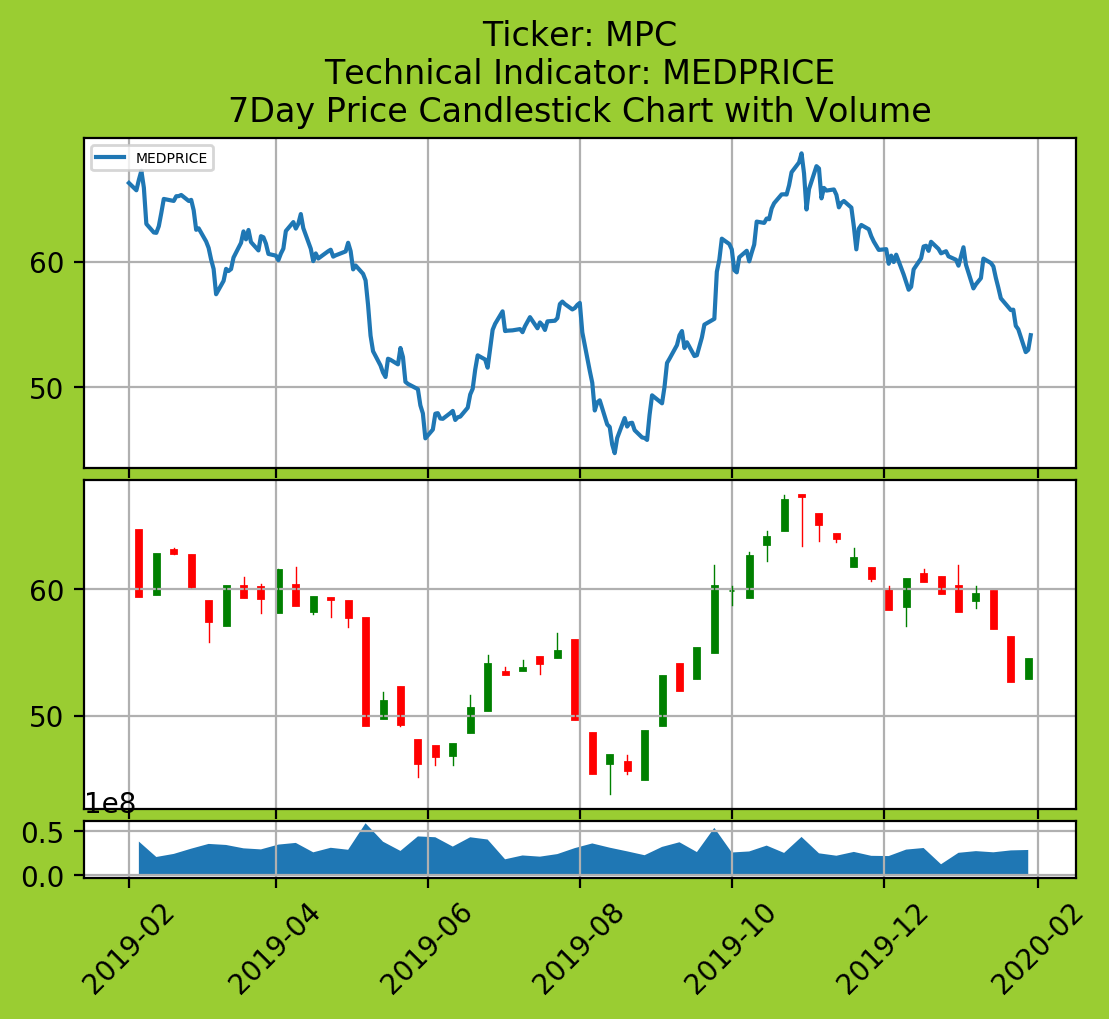 Ticker: MPC
Technical Indicator: MEDPRICE
7Day Price Candlestick Chart with Volume
MEDPRICE
60
50
60
50
1e8
0.5
0.0
2019-02
2019-04
2019-06
2019-08
2019-10
2019-12
2020-02